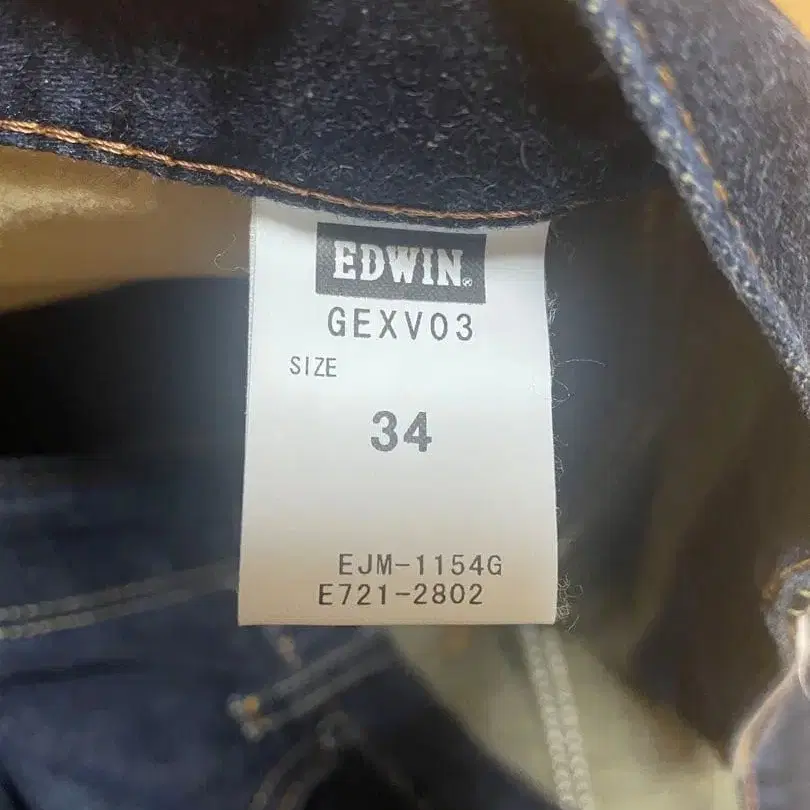 EDWIN®
GEXV03
SIZE
34
EJM-1154G
E721-2802